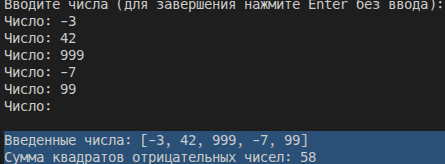 Введите числа (для завершения нажмите Enter без ввода):
Число: -3
Число: 42
Число: 999
Число: -7
Число: 99
Число:
Введенные числа: [-3, 42, 999, -7, 99]
Сумма квадратов отрицательных чисел: 58